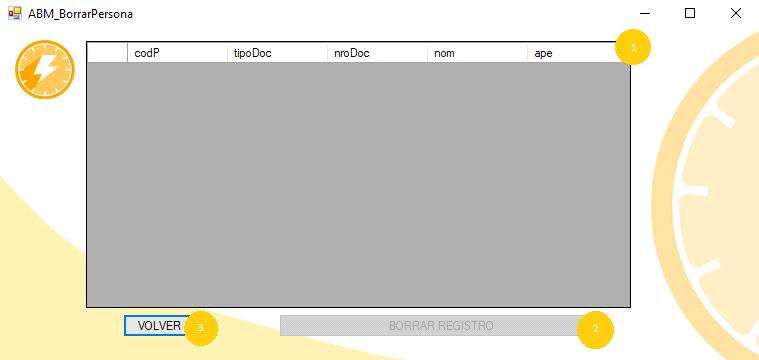 ABM_BorrarPersona
codP tipoDoc nroDoc nom ape 1
VOLVER 3 BORRAR REGISTRO 2